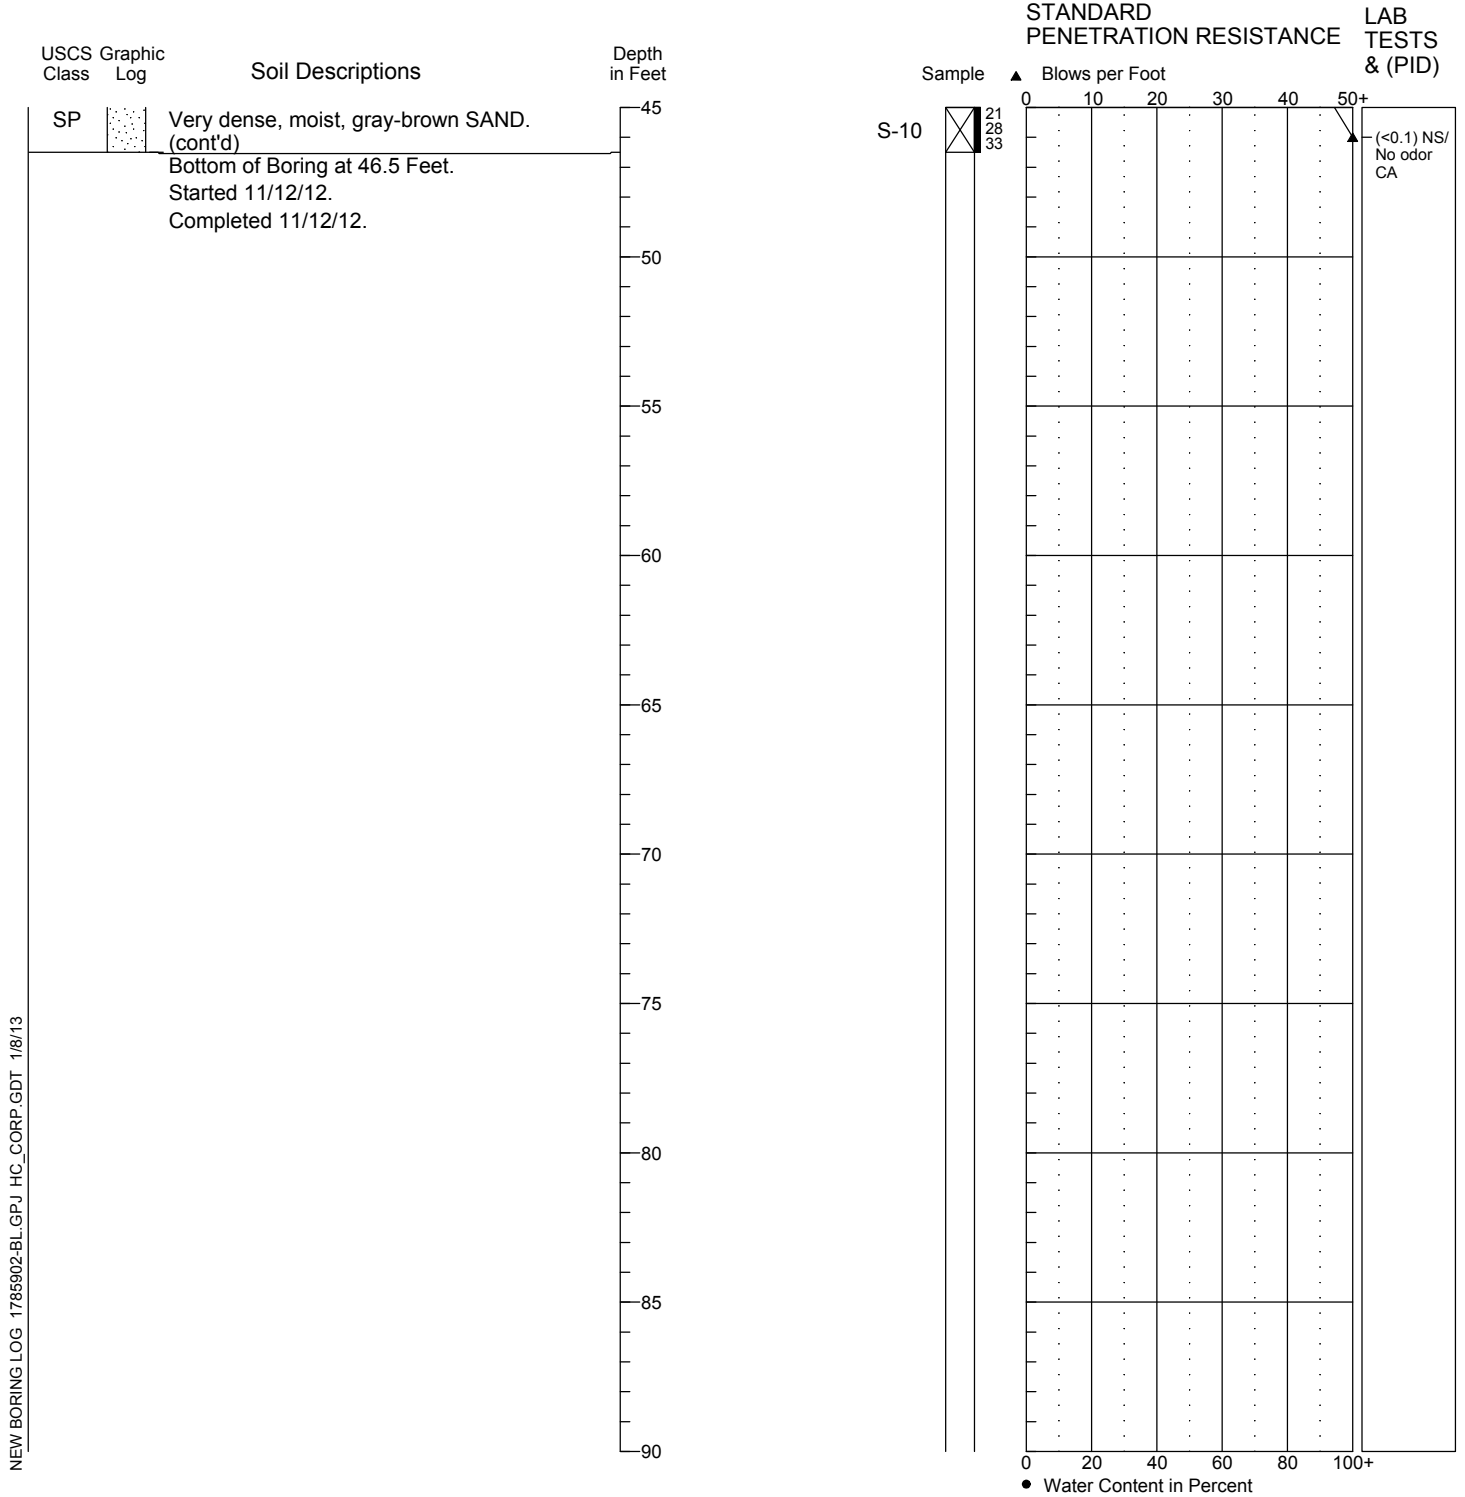 STANDARD
PENETRATION RESISTANCE
LAB
TESTS
& (PID)
USCS Class
Graphic Log
Soil Descriptions
Depth
in Feet
Sample
▲ Blows per Foot
0 10 20 30 40 50+
SP
Very dense, moist, gray-brown SAND.
(cont'd)
Bottom of Boring at 46.5 Feet.
Started 11/12/12.
Completed 11/12/12.
45
50
55
60
65
70
75
80
85
90
S-10
21
28
33
(<0.1) NS/
No odor
CA
0 20 40 60 80 100+
● Water Content in Percent
NEW BORING LOG 1785902-BL.GPJ HC_CORP.GDT 1/8/13